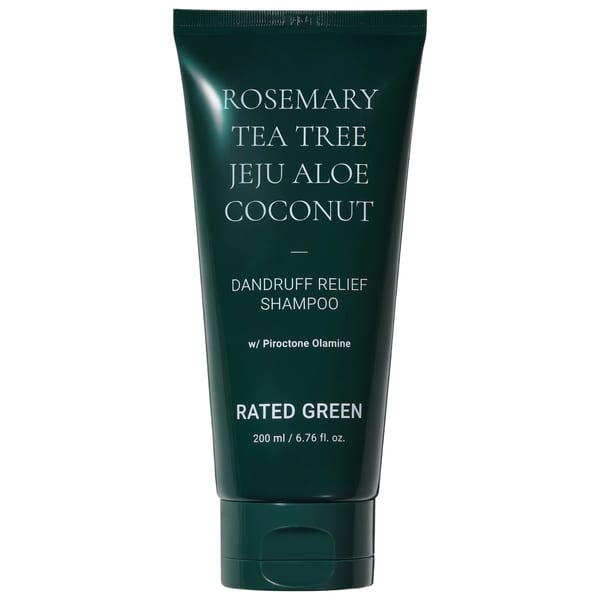 ROSEMARY
TEA TREE
JEJU ALOE
COCONUT
—
DANDRUFF RELIEF
SHAMPOO
w/ Piroctone Olamine
RATED GREEN
200 ml / 6.76 fl. oz.